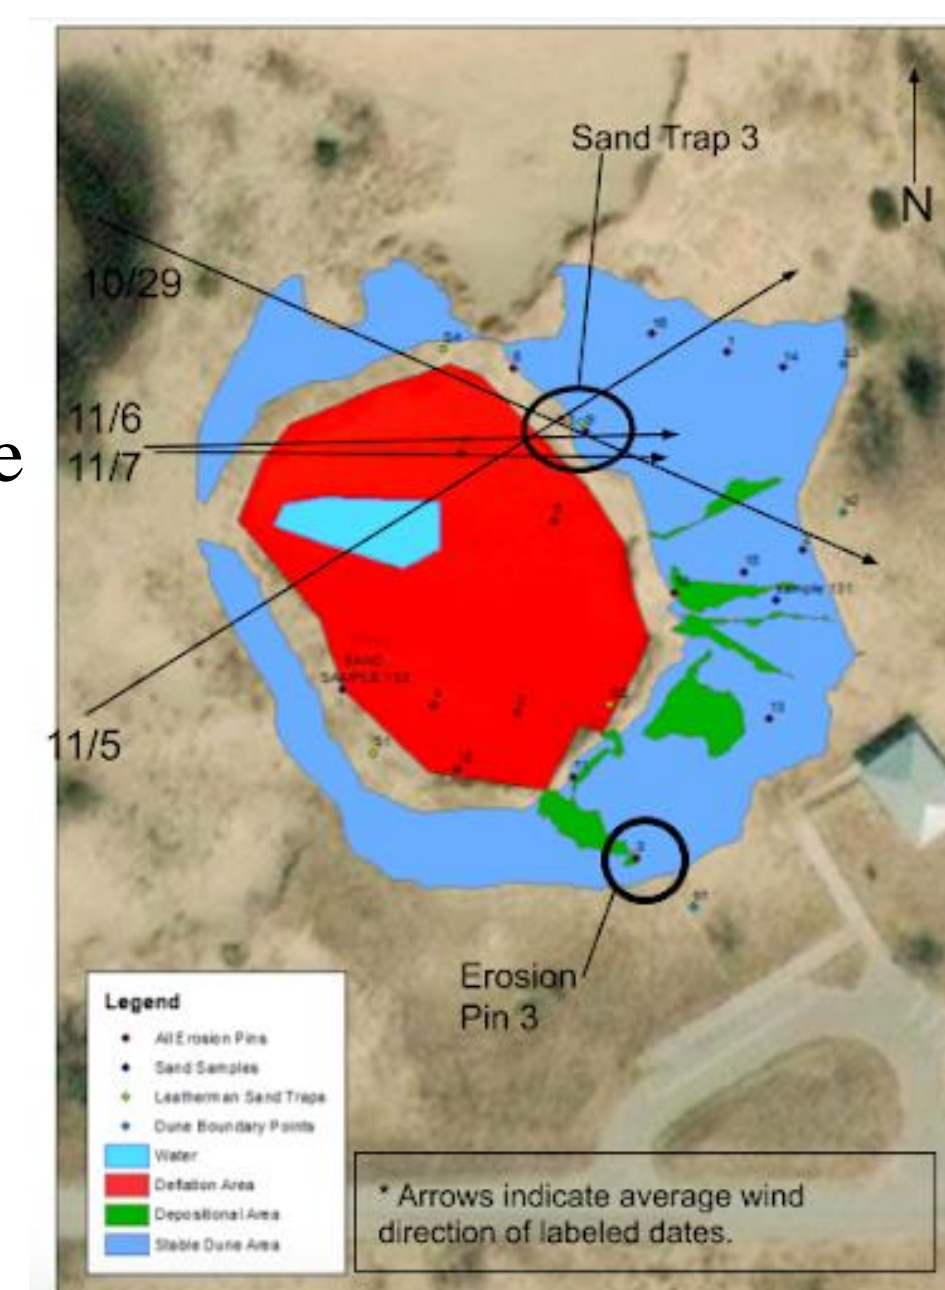 Sand Trap 3
N
10/29
11/6
e
11/7
11/5
SAND
Erosion
Pin 3
Legend
All Erosion Pins
Sand Samples
Leatherman Sand Traps
Dune Boundary Points
Water
Deflation Area
Depositional Area
Stable Dune Area
* Arrows indicate average wind
direction of labeled dates.